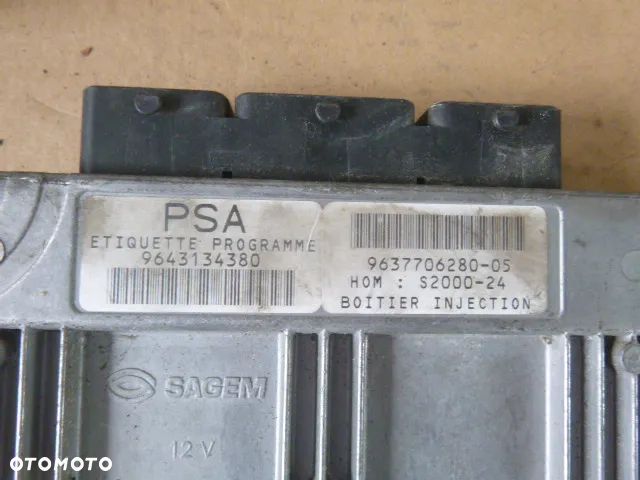 PSA
ETIQUETTE PROGRAMME
9643134380
9637706280-05
HOM : S2000-24
BOITIER INJECTION
SAGEM
12 V
OTOMOTO